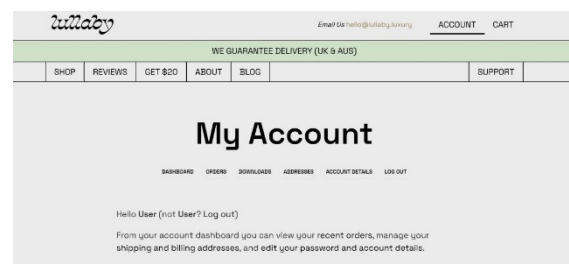 lullaby
Email Us hello@lullaby.luxury ACCOUNT CART
WE GUARANTEE DELIVERY (UK & AUS)
SHOP REVIEWS GET $20 ABOUT BLOG SUPPORT
My Account
DASHBOARD ORDERS DOWNLOADS ADDRESSES ACCOUNT DETAILS LOG OUT
Hello User (not User? Log out)
From your account dashboard you can view your recent orders, manage your
shipping and billing addresses, and edit your password and account details.